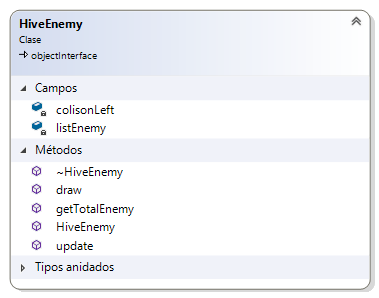 HiveEnemy
Clase
objectInterface
Campos
colisonLeft
listEnemy
Métodos
~HiveEnemy
draw
getTotalEnemy
HiveEnemy
update
Tipos anidados